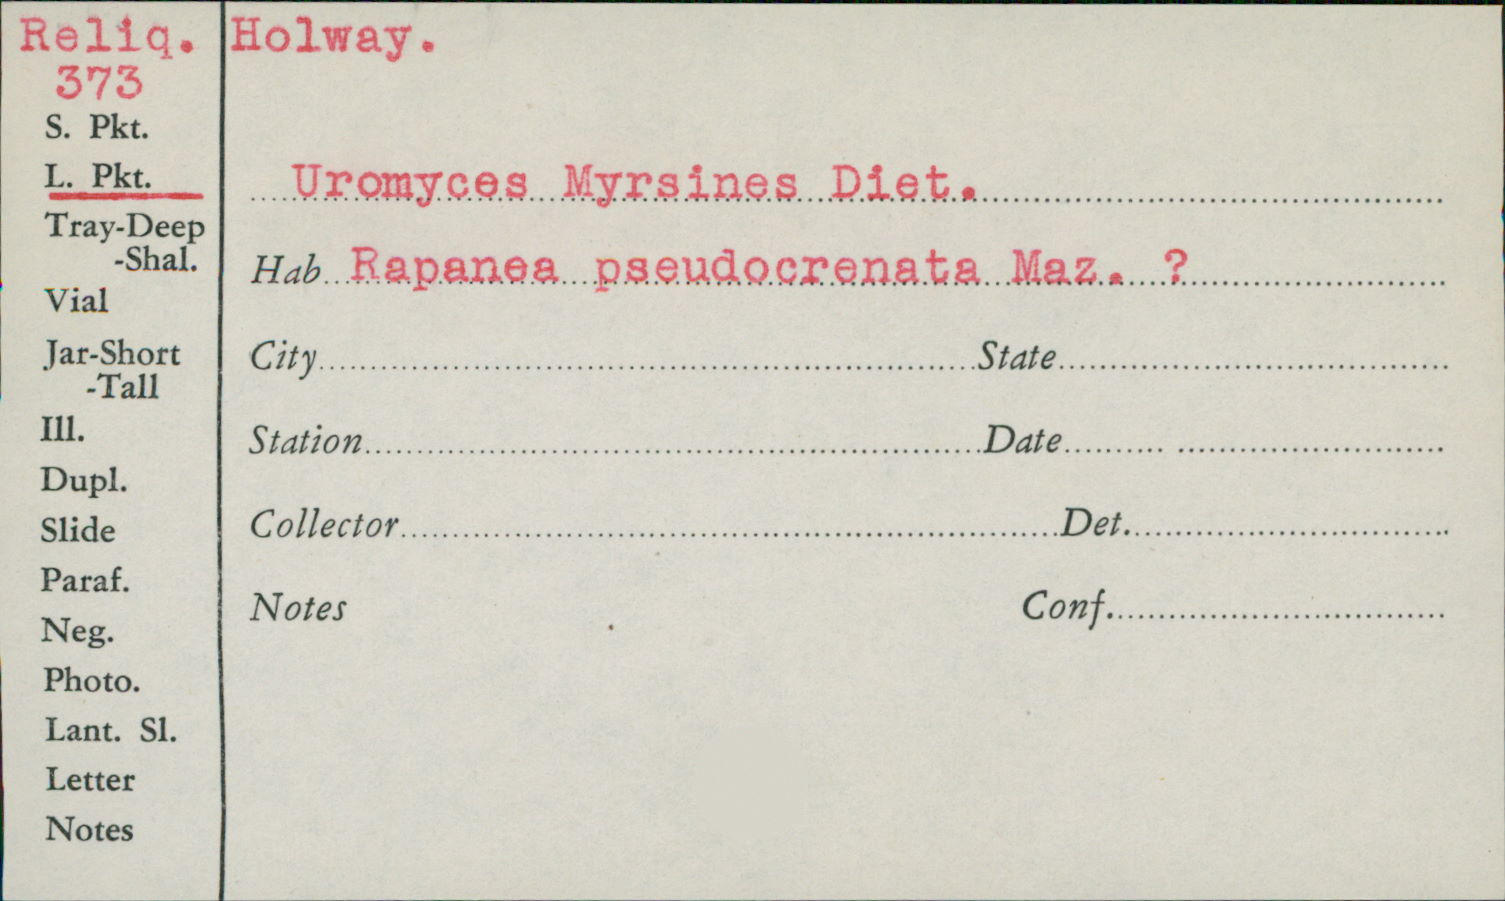 Reliq. Holway.
373
S. Pkt.
L. Pkt.
Uromyces Myrsines Diet.
Tray-Deep
-Shal.
Hab Rapanea pseudocrenata Maz. ?
Vial
Jar-Short
-Tall
City State
Ill.
Station Date
Dupl.
Slide
Collector Det.
Paraf.
Notes Conf.
Neg.
Photo.
Lant. Sl.
Letter
Notes